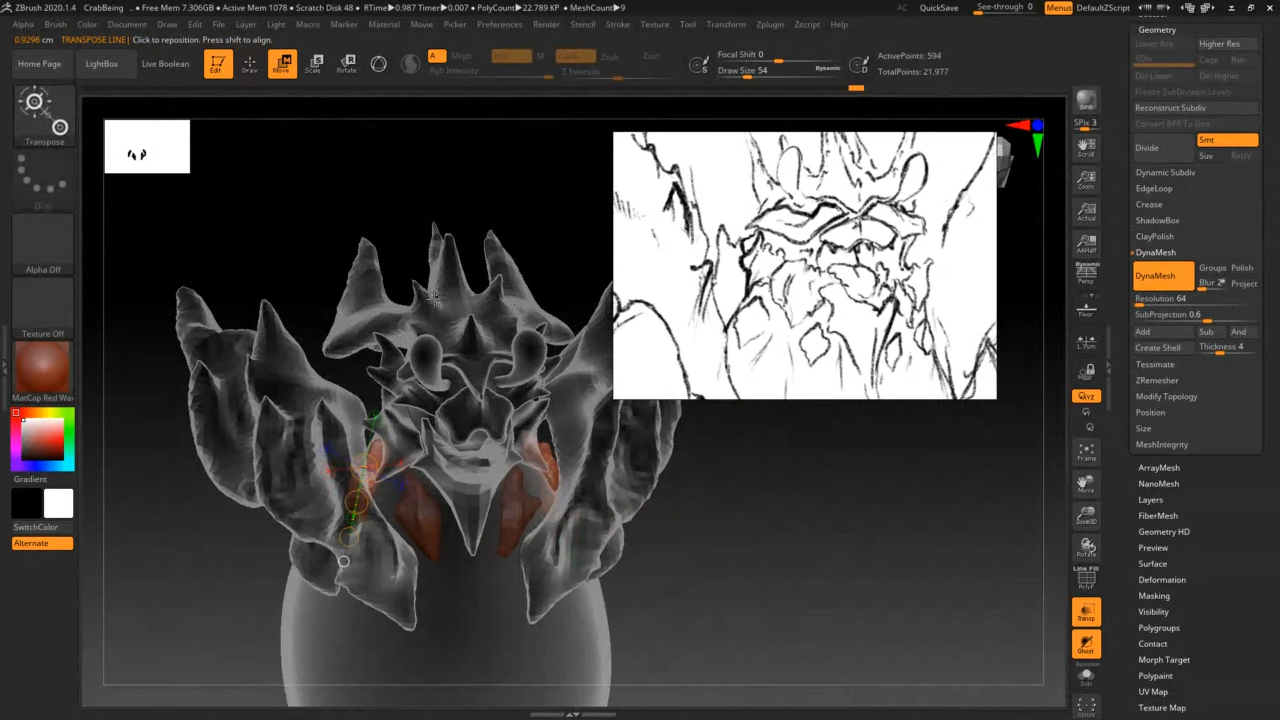 ZBrush 2020.1.4 CrabBeing .. • Free Mem 7.306GB • Active Mem 1078 • Scratch Disk 48 • RTime►0.987 Timer►0.007 • PolyCount►22.789 KP • MeshCount►9 AC QuickSave See-through 0 Menus DefaultZScript
Alpha Brush Color Document Draw Edit File Layer Light Macro Marker Material Movie Picker Preferences Render Stencil Stroke Texture Tool Transform Zplugin Zscript Help
0.9296 cm TRANSPOSE LINE| Click to reposition. Push shift to align.
Home Page LightBox Live Boolean
Edit Draw Move Scale Rotate
A Mrgb M Zsub Zcut
Rgb Intensity Z Intensity
Focal Shift 0
Draw Size 54 Dynamic
S D
ActivePoints: 594
TotalPoints: 21.977
Transpose
Alpha Off
Texture Off
MatCap Red Wa
Gradient
SwitchColor
Alternate
BPR
SPix 3
Scroll
Zoom
Actual
AAHalf
Dynamic
Persp
Floor
L.Sym
XYZ
Frame
Move
Zoom3D
Rotate
Line Fill
PolyF
Transp
Ghost
Solo
Xpose
Geometry
Lower Res Higher Res
SDiv Cage Rstr
Del Lower Del Higher
Freeze SubDivision Levels
Reconstruct Subdiv
Convert BPR To Geo
Divide Smt
Suv ReUV
Dynamic Subdiv
EdgeLoop
Crease
ShadowBox
ClayPolish
DynaMesh
DynaMesh Groups Polish
Blur 2 Project
Resolution 64
SubProjection 0.6
Add Sub And
Create Shell Thickness 4
Tessimate
ZRemesher
Modify Topology
Position
Size
MeshIntegrity
ArrayMesh
NanoMesh
Layers
FiberMesh
Geometry HD
Preview
Surface
Deformation
Masking
Visibility
Polygroups
Contact
Morph Target
Polypaint
UV Map
Texture Map